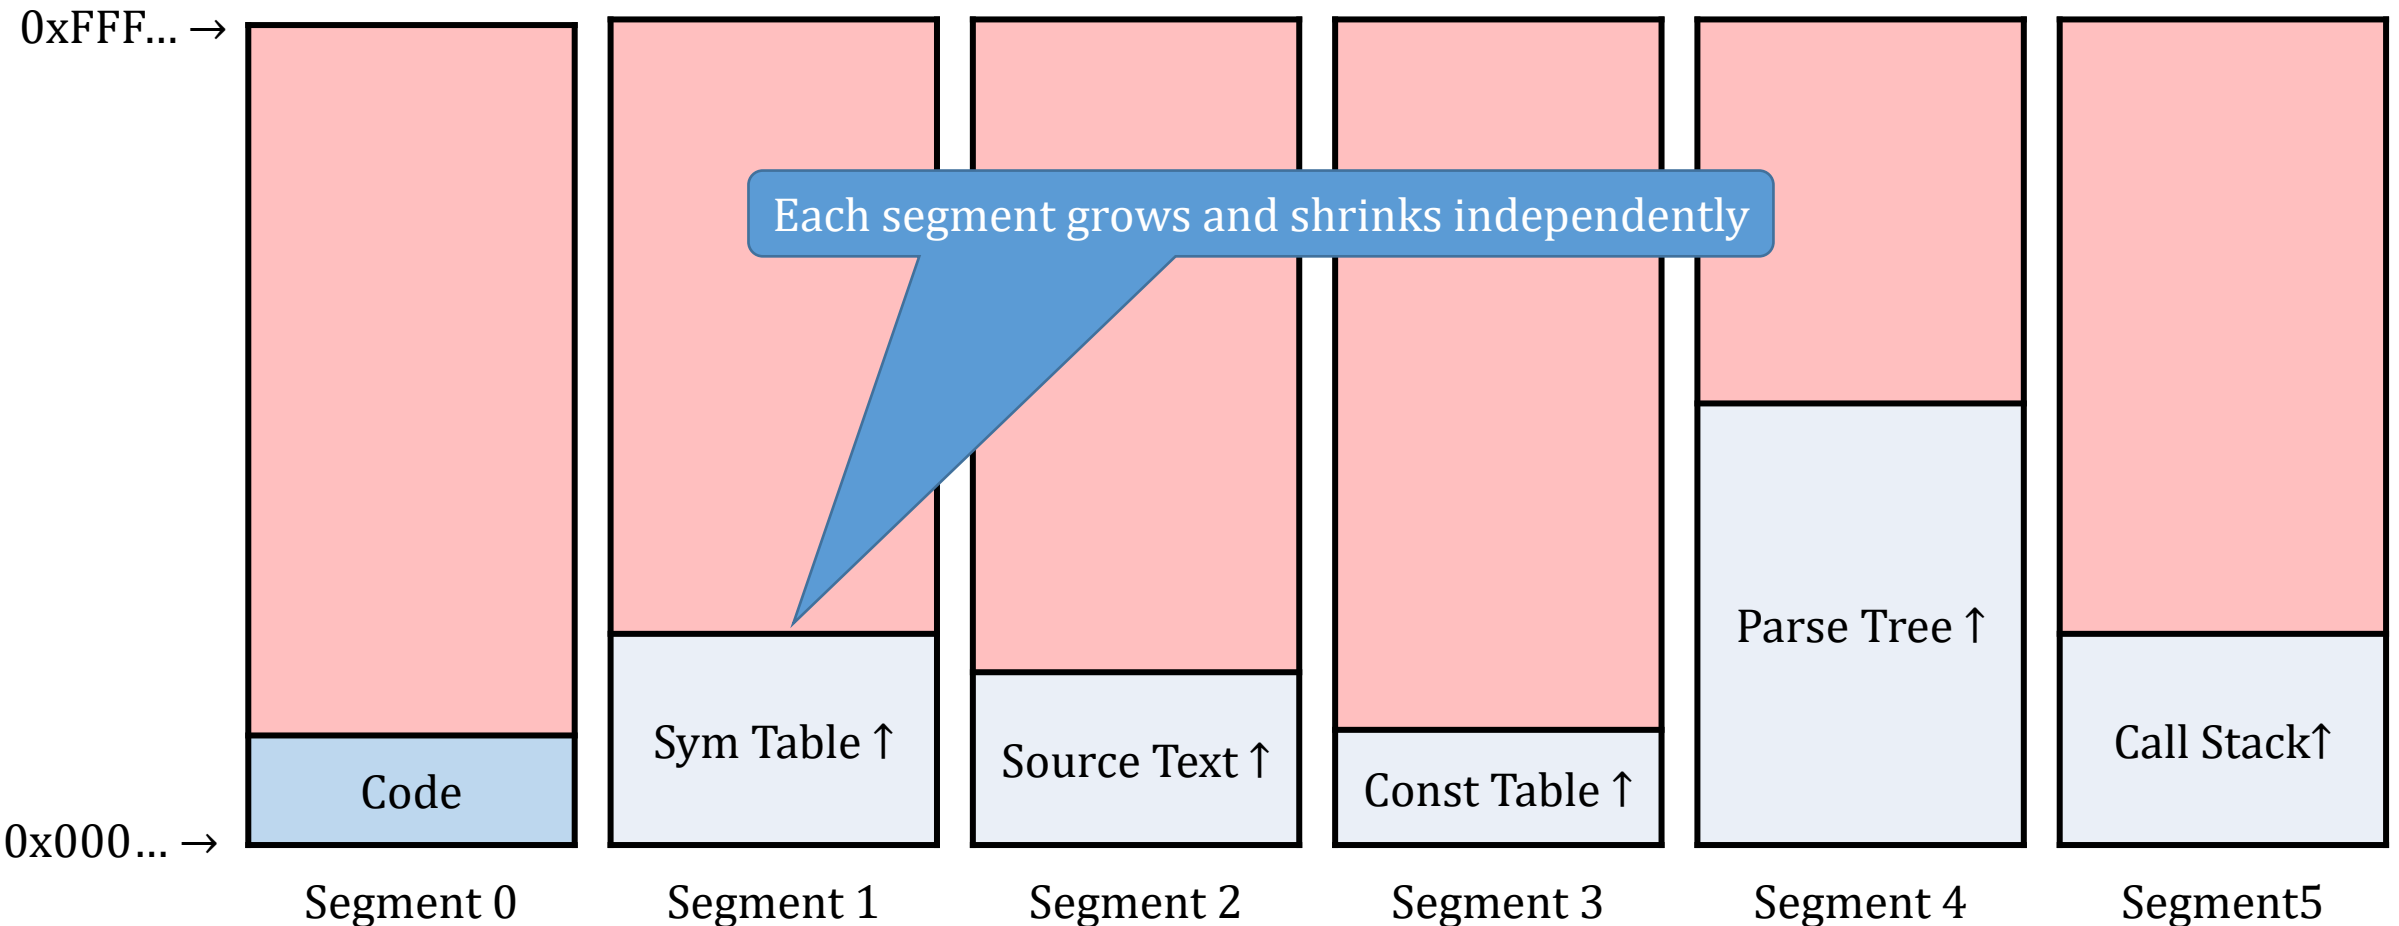 0xFFF… →
Each segment grows and shrinks independently
Parse Tree ↑
Sym Table ↑
Call Stack↑
Source Text ↑
Code
Const Table ↑
0x000… →
Segment 0
Segment 1
Segment 2
Segment 3
Segment 4
Segment5